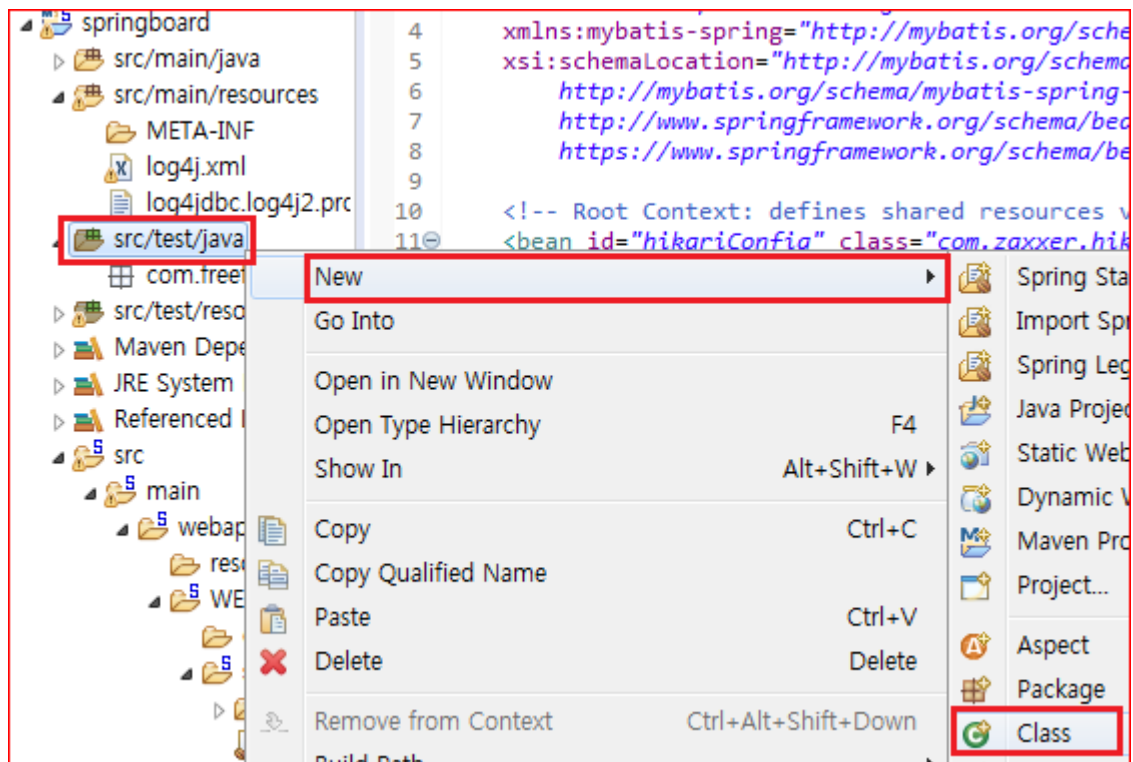 springboard
src/main/java
src/main/resources
META-INF
log4j.xml
log4jdbc.log4j2.prc
src/test/java
com.freef
src/test/reso
Maven Depe
JRE System
Referenced
src
main
webap
reso
WE
4 xmlns:mybatis-spring="http://mybatis.org/sche
5 xsi:schemaLocation="http://mybatis.org/schema
6 http://mybatis.org/schema/mybatis-spring-
7 http://www.springframework.org/schema/bea
8 https://www.springframework.org/schema/be
9
10 <!-- Root Context: defines shared resources v
11 <bean id="hikariConfig" class="com.zaxxer.hik
New
Go Into
Open in New Window
Open Type Hierarchy F4
Show In Alt+Shift+W
Copy Ctrl+C
Copy Qualified Name
Paste Ctrl+V
Delete Delete
Remove from Context Ctrl+Alt+Shift+Down
Build Path
Spring Sta
Import Spr
Spring Leg
Java Projec
Static Web
Dynamic W
Maven Pro
Project...
Aspect
Package
Class